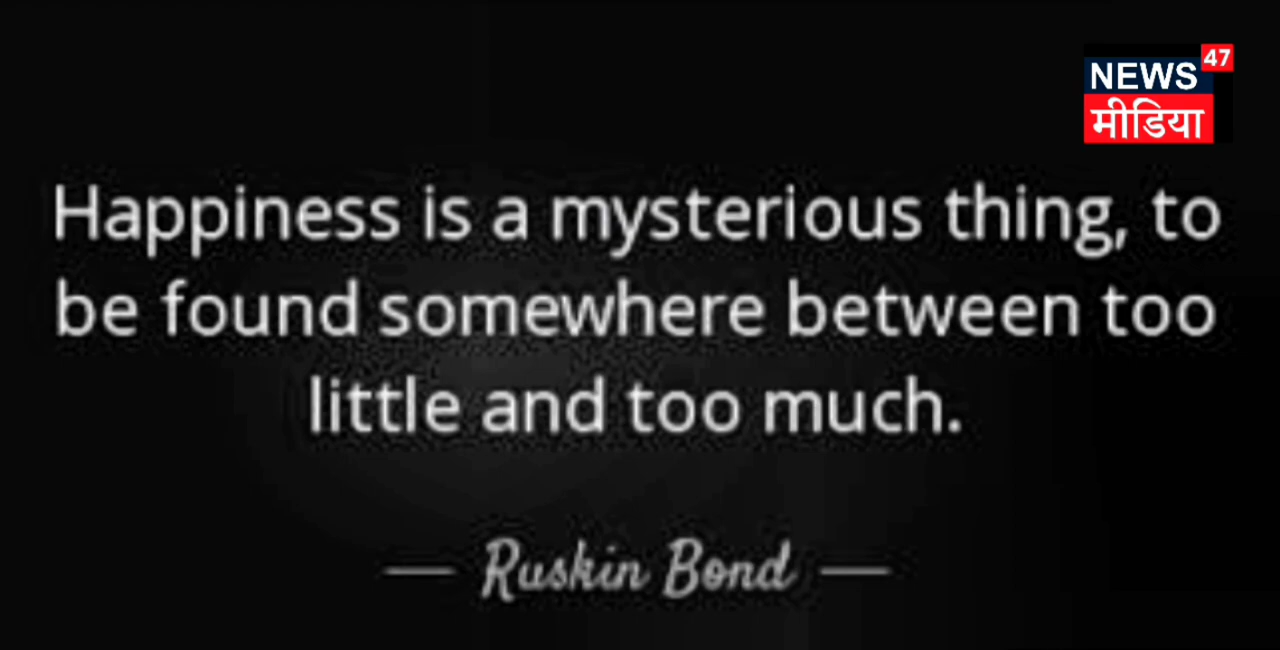 47
NEWS
मीडिया
Happiness is a mysterious thing, to
be found somewhere between too
little and too much.
— Ruskin Bond —